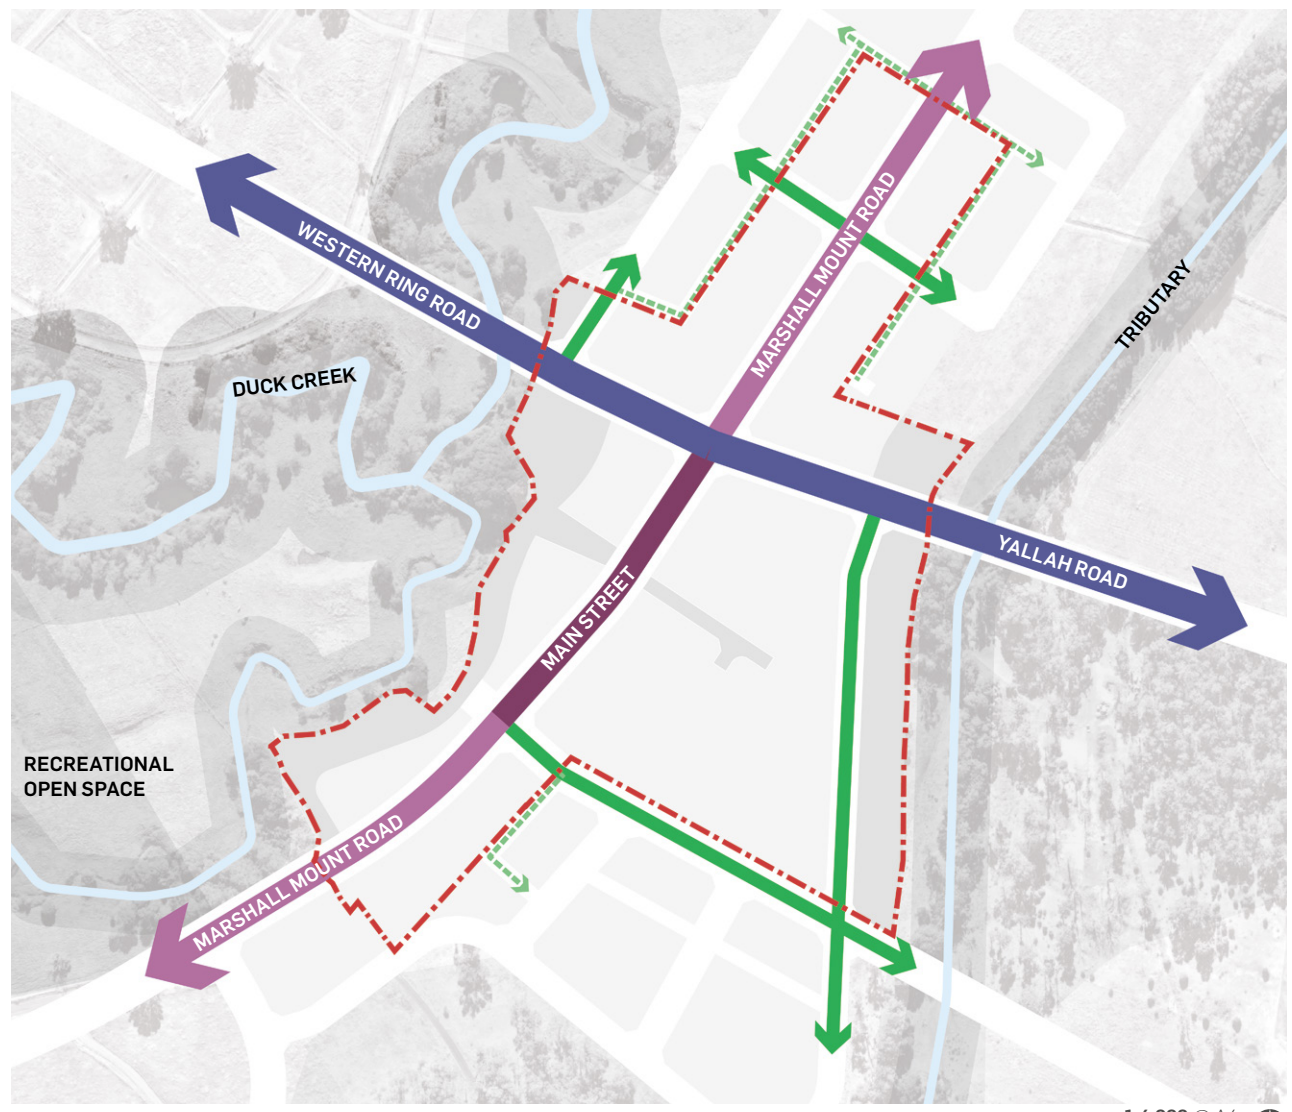 MARSHALL MOUNT ROAD
WESTERN RING ROAD
TRIBUTARY
DUCK CREEK
YALLAH ROAD
MAIN STREET
RECREATIONAL
OPEN SPACE
MARSHALL MOUNT ROAD